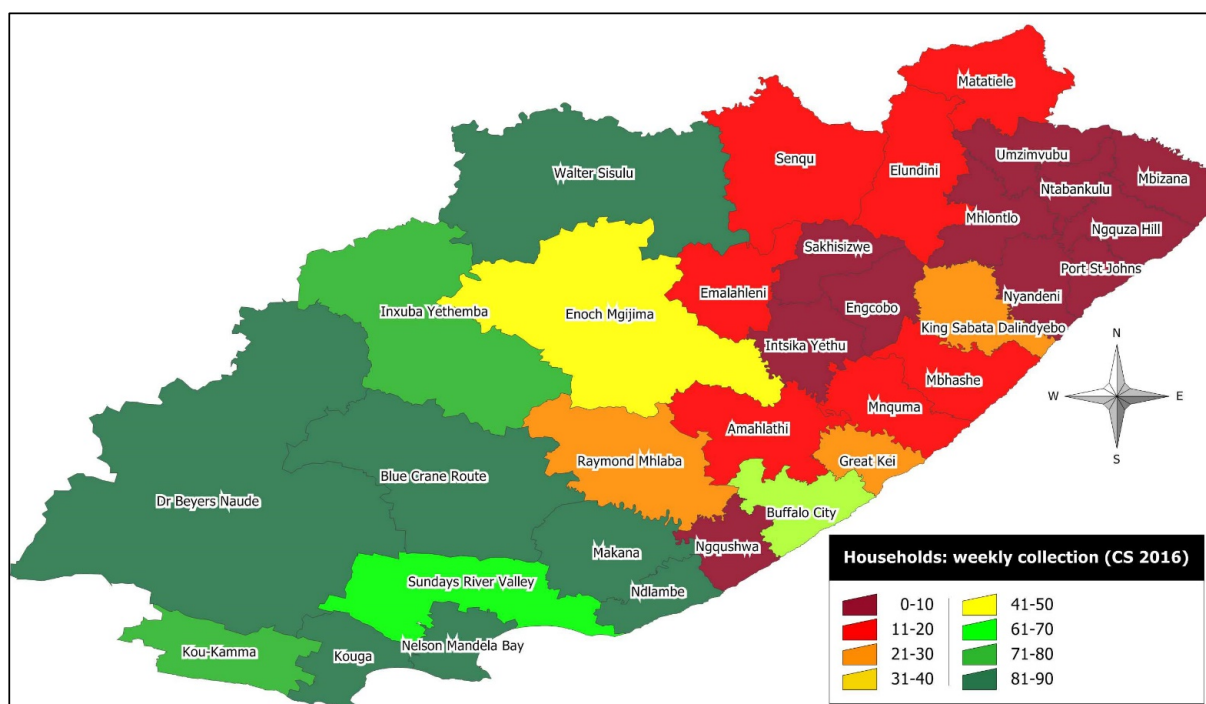 Matatiele
Umzimvubu
Senqu
Elundini
Mbizana
Walter Sisulu
Ntabankulu
Mhlontlo
Ngquza Hill
Sakhisizwe
Port St Johns
Emalahleni
Nyandeni
Engcobo
Inxuba Yethemba
Enoch Mgijima
King Sabata Dalindyebo
Intsika Yethu
N
Mbhashe
W
E
Mnquma
Amahlathi
S
Raymond Mhlaba
Great Kei
Blue Crane Route
Dr Beyers Naude
Buffalo City
Makana
Ngqushwa
Sundays River Valley
Ndlambe
Nelson Mandela Bay
Kou-Kamma
Kouga
Households: weekly collection (CS 2016)
0-10
11-20
21-30
31-40
41-50
61-70
71-80
81-90